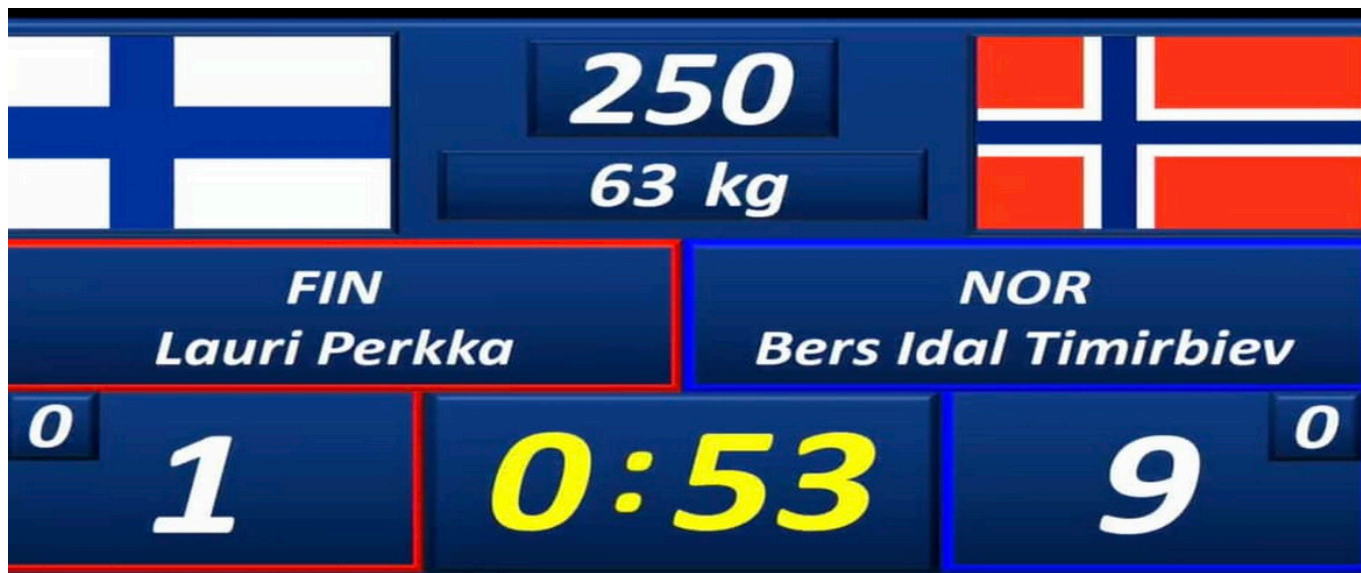 250
63 kg
FIN
Lauri Perkka
NOR
Bers Idal Timirbiev
0
1
0:53
9
0